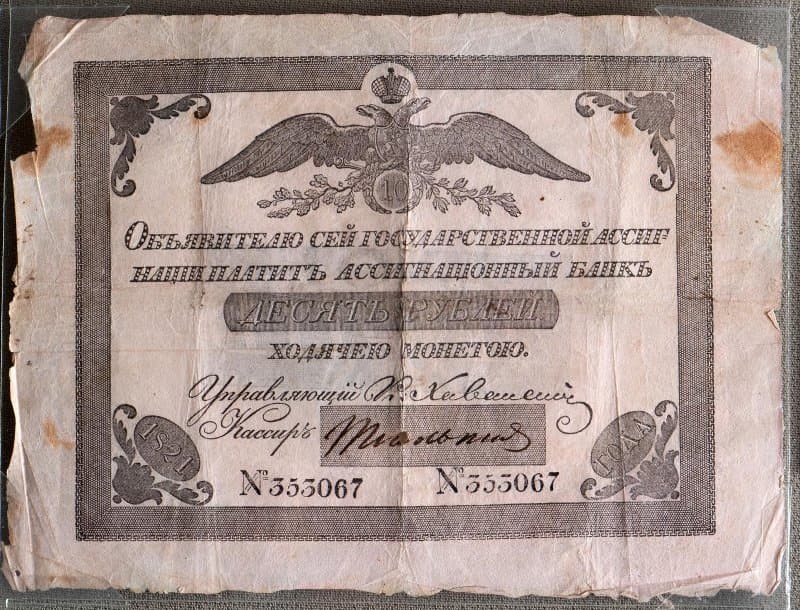 10
Объявителю сей государственной ассиг-
нации платитъ ассигнационный банкъ
ДЕСЯТЬ РУБЛЕЙ
ходячею монетою.
Управляющій
Кассиръ
1821 ГОДА
№353067 №353067